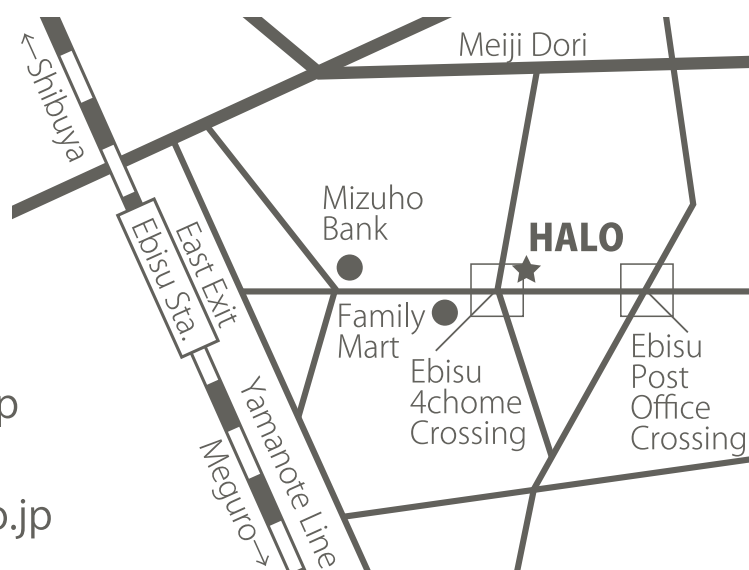 Meiji Dori
←Shibuya
Mizuho
Bank
HALO
East Exit
Ebisu Sta.
Family
Mart
Ebisu
4chome
Crossing
Ebisu
Post
Office
Crossing
Yamanote Line
Meguro→
p
o.jp